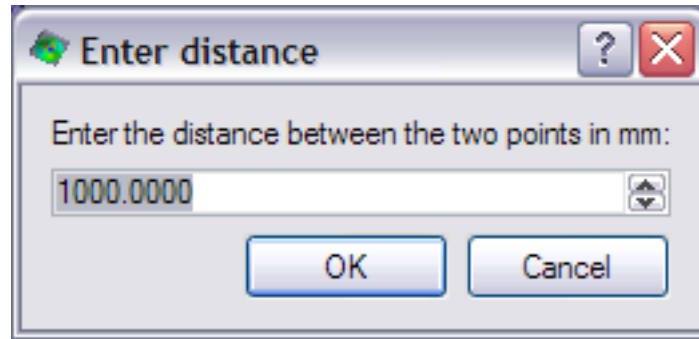 Enter distance
Enter the distance between the two points in mm:
1000.0000
OK
Cancel